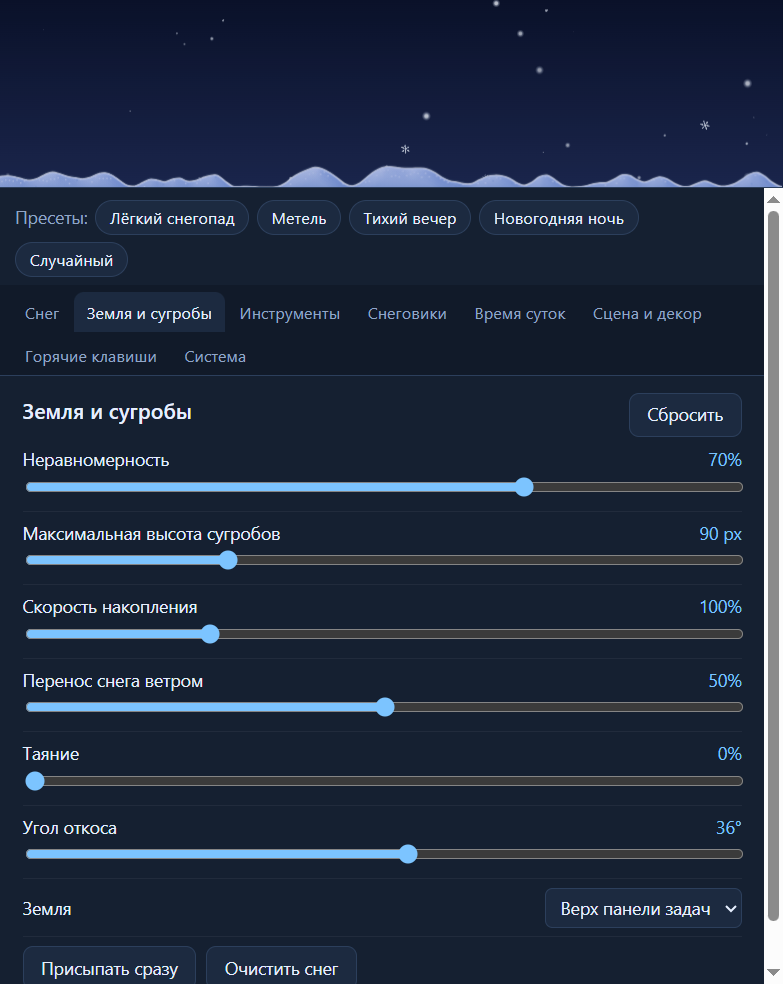 Пресеты: Лёгкий снегопад Метель Тихий вечер Новогодняя ночь
Случайный
Снег Земля и сугробы Инструменты Снеговики Время суток Сцена и декор
Горячие клавиши Система
Земля и сугробы Сбросить
Неравномерность 70%
Максимальная высота сугробов 90 px
Скорость накопления 100%
Перенос снега ветром 50%
Таяние 0%
Угол откоса 36°
Земля Верх панели задач
Присыпать сразу Очистить снег